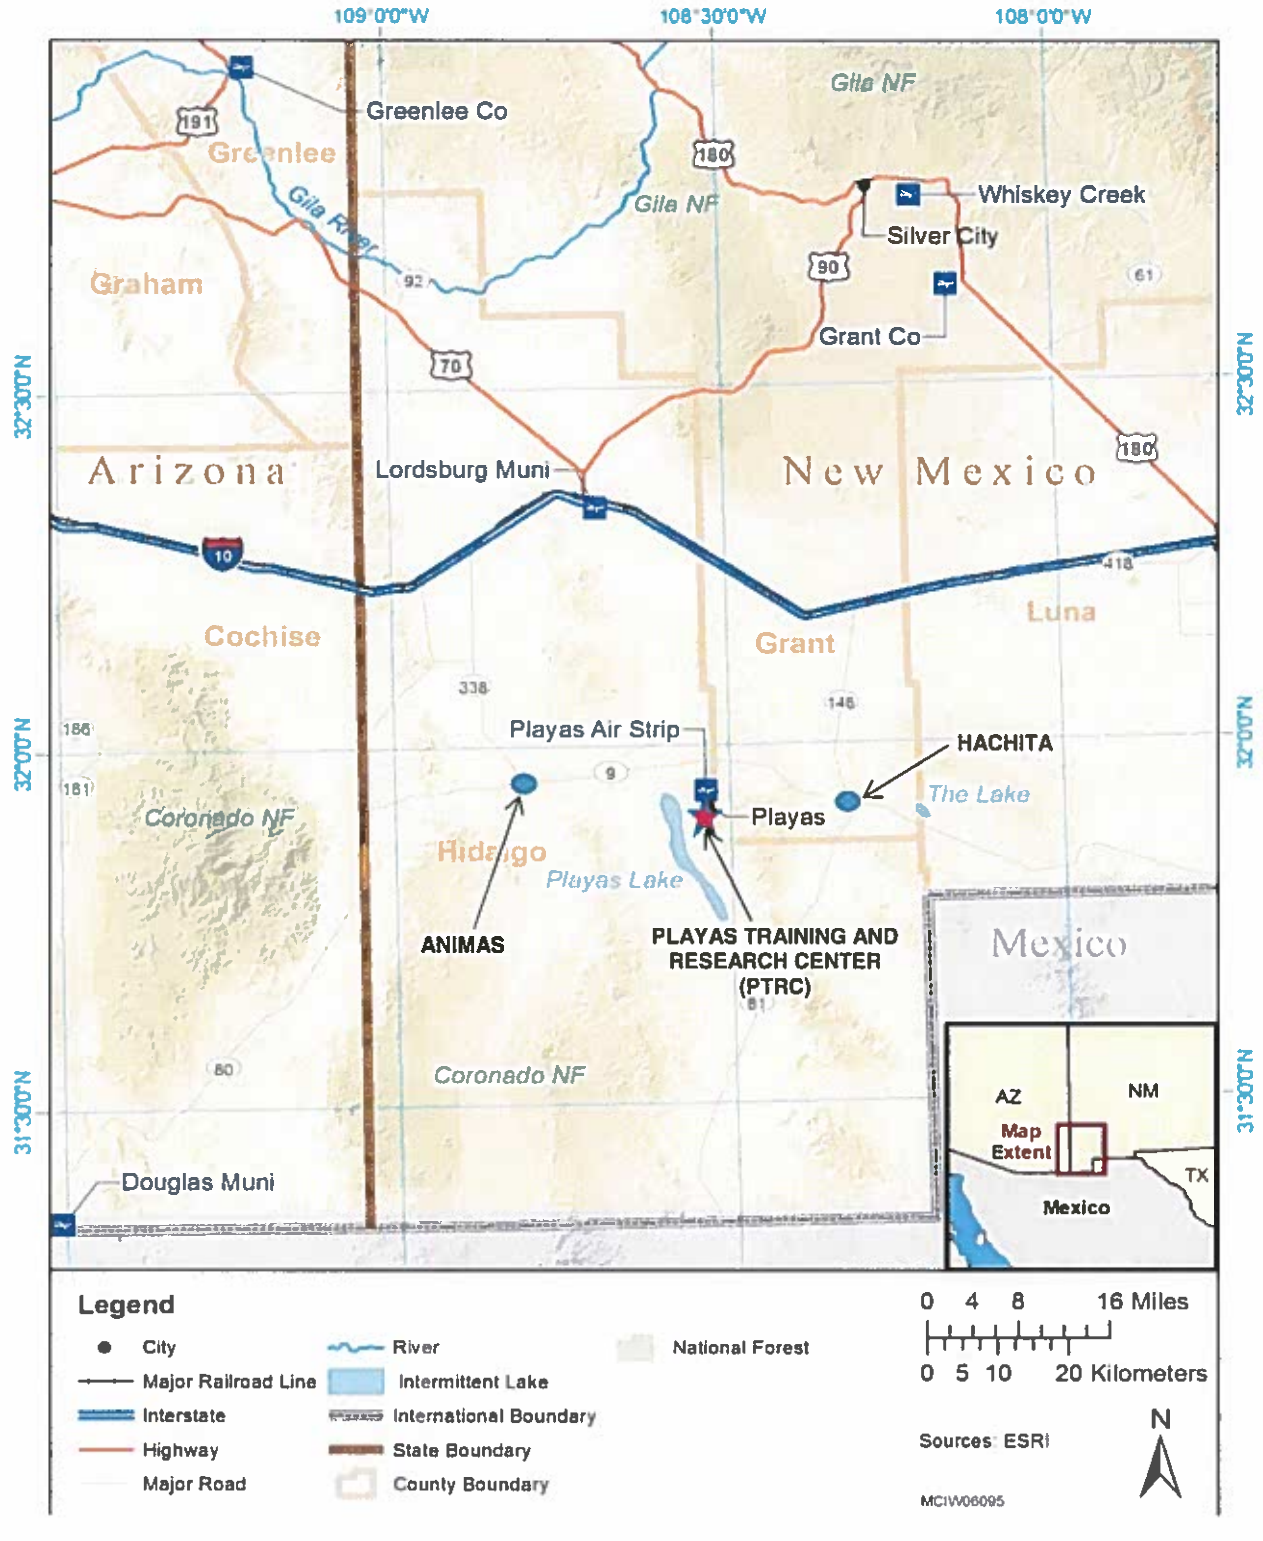 109°0'0"W
108°30'0"W
108°0'0"W
Gila NF
Greenlee Co
191
Greenlee
180
Gila River
Gila NF
Whiskey Creek
Silver City
90
92
61
Graham
Grant Co
70
32°30'0"N
32°30'0"N
180
Arizona
Lordsburg Muni
New Mexico
10
418
Luna
Cochise
Grant
338
146
186
Playas Air Strip
HACHITA
32°0'0"N
32°0'0"N
9
181
The Lake
Coronado NF
Playas
Hidalgo
Playas Lake
ANIMAS
PLAYAS TRAINING AND
RESEARCH CENTER
(PTRC)
81
Mexico
80
Coronado NF
31°30'0"N
31°30'0"N
AZ
NM
Map
Extent
TX
Mexico
Douglas Muni
Legend
City
Major Railroad Line
Interstate
Highway
Major Road
River
Intermittent Lake
International Boundary
State Boundary
County Boundary
National Forest
0 4 8 16 Miles
0 5 10 20 Kilometers
Sources: ESRI
N
MCIW06095